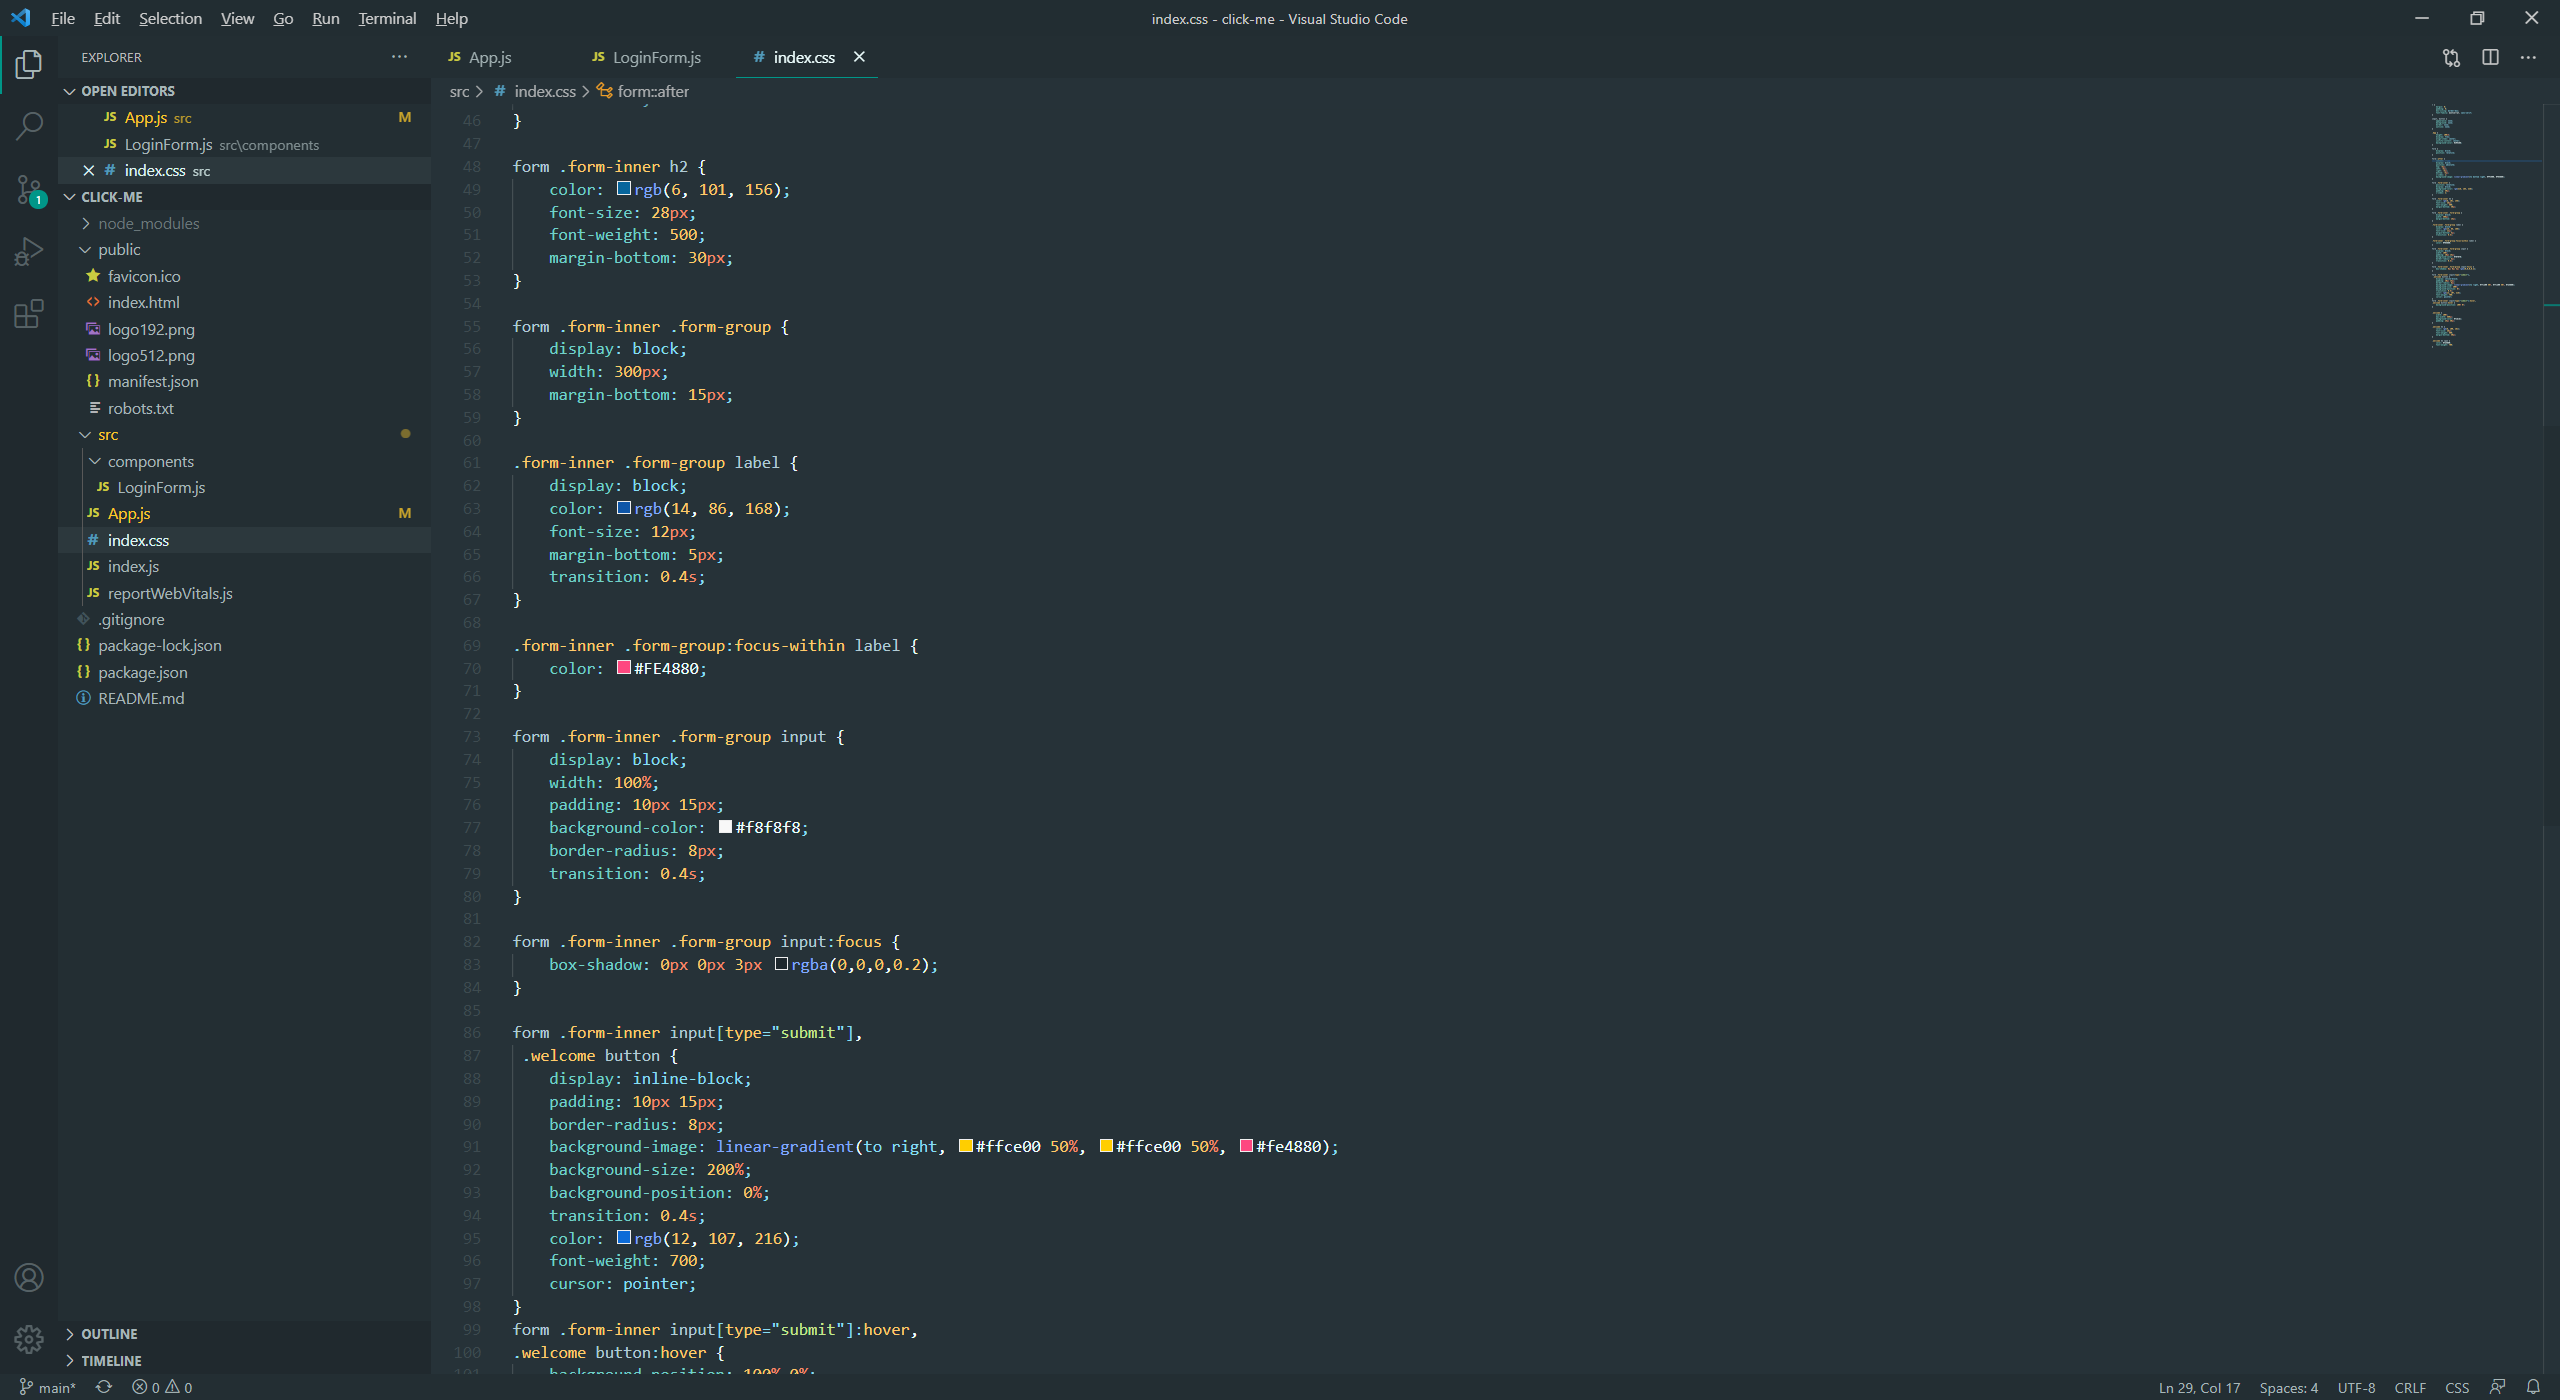 File Edit Selection View Go Run Terminal Help
index.css - click-me - Visual Studio Code
EXPLORER
OPEN EDITORS
JS App.js src M
JS LoginForm.js src\components
# index.css src
CLICK-ME
node_modules
public
favicon.ico
<> index.html
logo192.png
logo512.png
{} manifest.json
robots.txt
src
components
JS LoginForm.js
JS App.js M
# index.css
JS index.js
JS reportWebVitals.js
.gitignore
{} package-lock.json
{} package.json
README.md
OUTLINE
TIMELINE
1
JS App.js
JS LoginForm.js
# index.css
src > # index.css > form::after
46 }
47
48 form .form-inner h2 {
49 color: rgb(6, 101, 156);
50 font-size: 28px;
51 font-weight: 500;
52 margin-bottom: 30px;
53 }
54
55 form .form-inner .form-group {
56 display: block;
57 width: 300px;
58 margin-bottom: 15px;
59 }
60
61 .form-inner .form-group label {
62 display: block;
63 color: rgb(14, 86, 168);
64 font-size: 12px;
65 margin-bottom: 5px;
66 transition: 0.4s;
67 }
68
69 .form-inner .form-group:focus-within label {
70 color: #FE4880;
71 }
72
73 form .form-inner .form-group input {
74 display: block;
75 width: 100%;
76 padding: 10px 15px;
77 background-color: #f8f8f8;
78 border-radius: 8px;
79 transition: 0.4s;
80 }
81
82 form .form-inner .form-group input:focus {
83 box-shadow: 0px 0px 3px rgba(0,0,0,0.2);
84 }
85
86 form .form-inner input[type="submit"],
87 .welcome button {
88 display: inline-block;
89 padding: 10px 15px;
90 border-radius: 8px;
91 background-image: linear-gradient(to right, #ffce00 50%, #ffce00 50%, #fe4880);
92 background-size: 200%;
93 background-position: 0%;
94 transition: 0.4s;
95 color: rgb(12, 107, 216);
96 font-weight: 700;
97 cursor: pointer;
98 }
99 form .form-inner input[type="submit"]:hover,
100 .welcome button:hover {
101 background-position: 100% 0%;
main* 0 0
Ln 29, Col 17 Spaces: 4 UTF-8 CRLF CSS